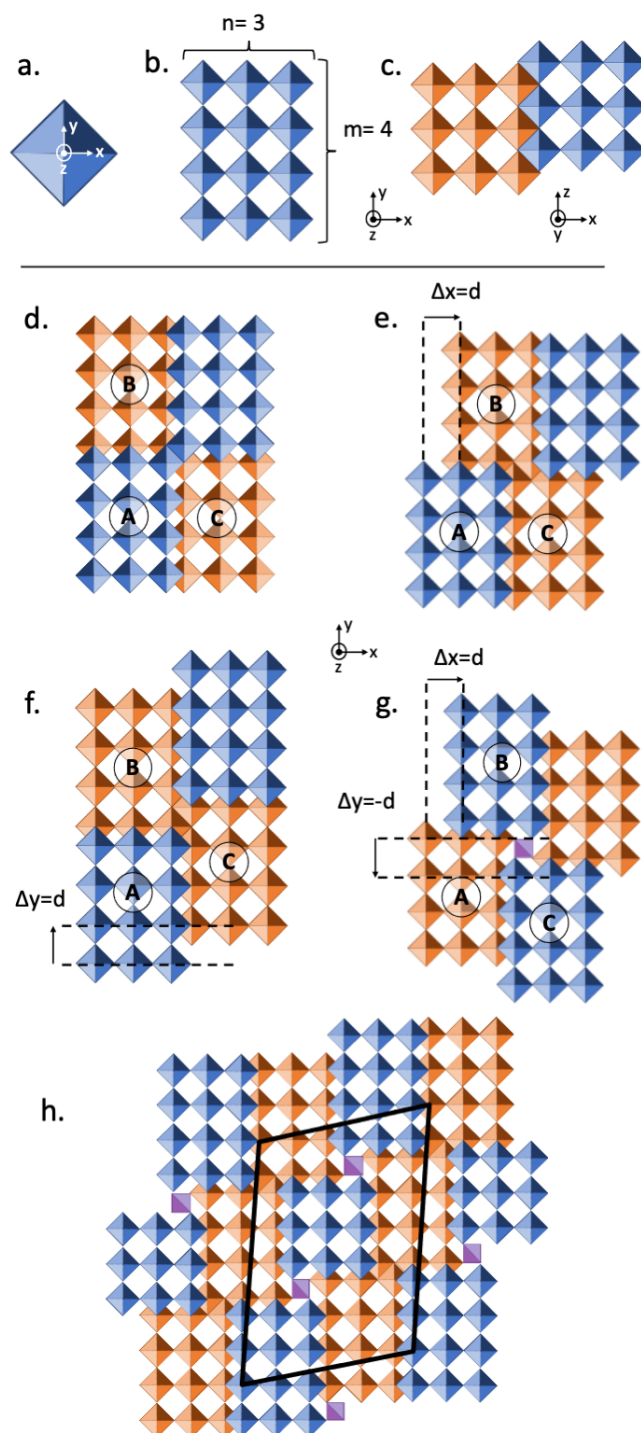 a.
b.
n= 3
m= 4
c.
y
x
z
y
x
z
z
x
y
d.
B
A
C
e.
Δx=d
B
A
C
y
x
z
f.
B
A
C
Δy=d
g.
Δx=d
Δy=-d
B
A
C
h.